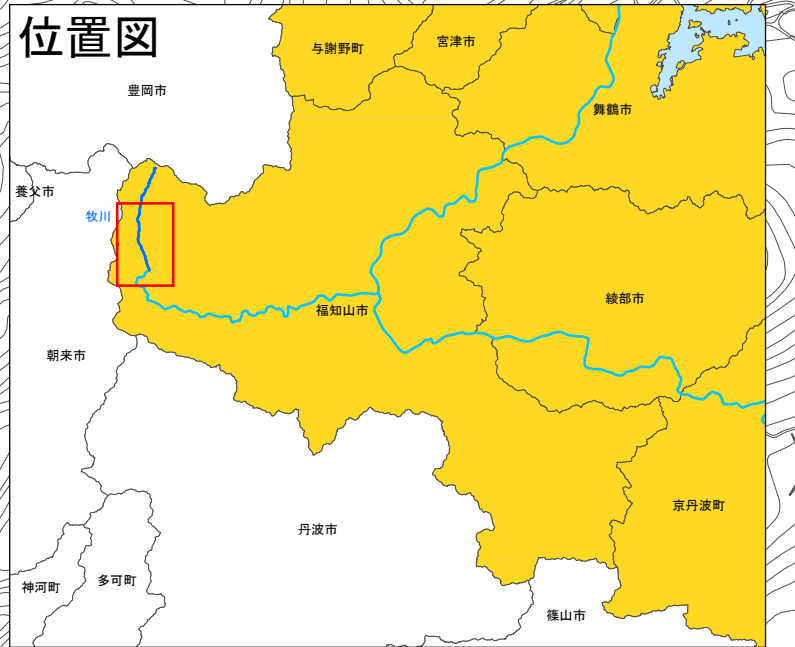 位置図
与謝野町
宮津市
豊岡市
舞鶴市
養父市
牧川
綾部市
福知山市
朝来市
京丹波町
丹波市
神河町
多可町
篠山市